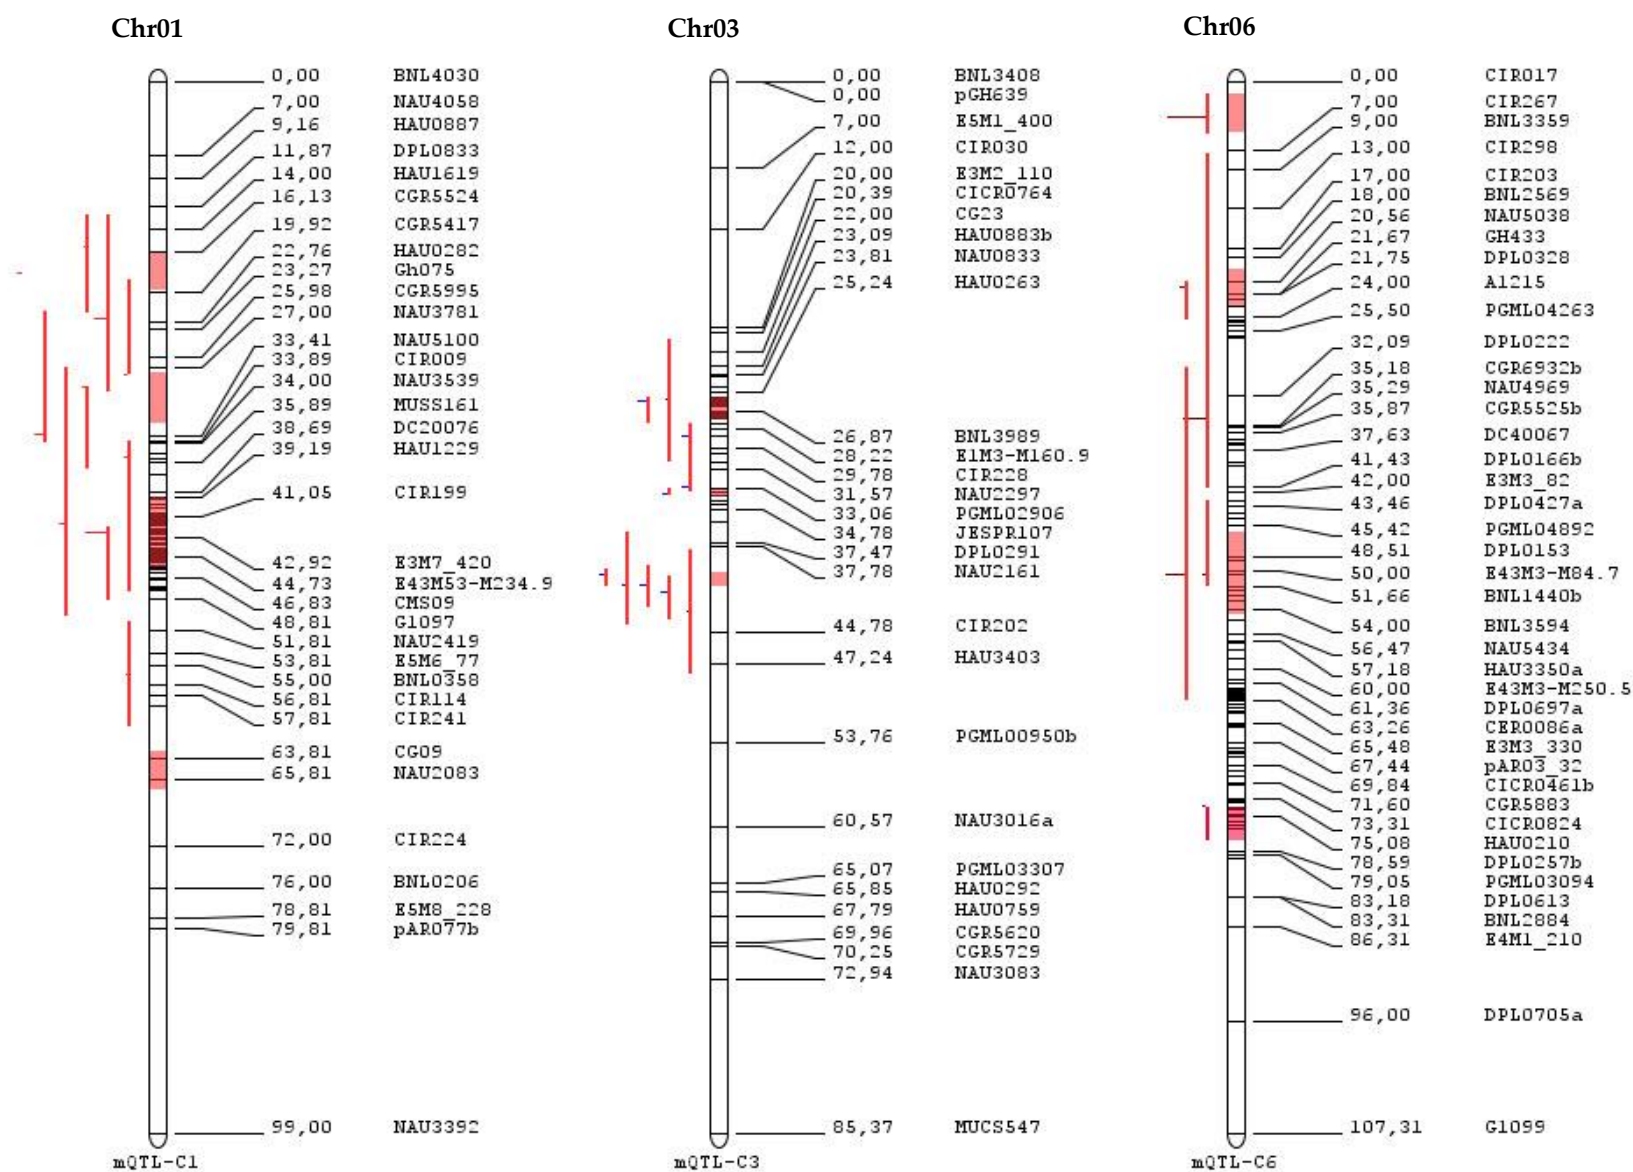 Chr01
0,00 BNL4030
7,00 NAU4058
9,16 HAU0887
11,87 DPL0833
14,00 HAU1619
16,13 CGR5524
19,92 CGR5417
22,76 HAU0282
23,27 Gh075
25,98 CGR5995
27,00 NAU3781
33,41 NAU5100
33,89 CIR009
34,00 NAU3539
35,89 MUSS161
38,69 DC20076
39,19 HAU1229
41,05 CIR199
42,92 E3M7_420
44,73 E43M53-M234.9
46,83 CMS09
48,81 G1097
51,81 NAU2419
53,81 E5M6_77
55,00 BNL0358
56,81 CIR114
57,81 CIR241
63,81 CG09
65,81 NAU2083
72,00 CIR224
76,00 BNL0206
78,81 E5M8_228
79,81 pAR077b
99,00 NAU3392
mQTL-C1
Chr03
0,00 BNL3408
0,00 pGH639
7,00 E5M1_400
12,00 CIR030
20,00 E3M2_110
20,39 CICR0764
22,00 CG23
23,09 HAU0883b
23,81 NAU0833
25,24 HAU0263
26,87 BNL3989
28,22 E1M3-M160.9
29,78 CIR228
31,57 NAU2297
33,06 PGML02906
34,78 JESPR107
37,47 DPL0291
37,78 NAU2161
44,78 CIR202
47,24 HAU3403
53,76 PGML00950b
60,57 NAU3016a
65,07 PGML03307
65,85 HAU0292
67,79 HAU0759
69,96 CGR5620
70,25 CGR5729
72,94 NAU3083
85,37 MUCS547
mQTL-C3
Chr06
0,00 CIR017
7,00 CIR267
9,00 BNL3359
13,00 CIR298
17,00 CIR203
18,00 BNL2569
20,56 NAU5038
21,67 GH433
21,75 DPL0328
24,00 A1215
25,50 PGML04263
32,09 DPL0222
35,18 CGR6932b
35,29 NAU4969
35,87 CGR5525b
37,63 DC40067
41,43 DPL0166b
42,00 E3M3_82
43,46 DPL0427a
45,42 PGML04892
48,51 DPL0153
50,00 E43M3-M84.7
51,66 BNL1440b
54,00 BNL3594
56,47 NAU5434
57,18 HAU3350a
60,00 E43M3-M250.5
61,36 DPL0697a
63,26 CER0086a
65,48 E3M3_330
67,44 pAR03_32
69,84 CICR0461b
71,60 CGR5883
73,31 CICR0824
75,08 HAU0210
78,59 DPL0257b
79,05 PGML03094
83,18 DPL0613
83,31 BNL2884
86,31 E4M1_210
96,00 DPL0705a
107,31 G1099
mQTL-C6